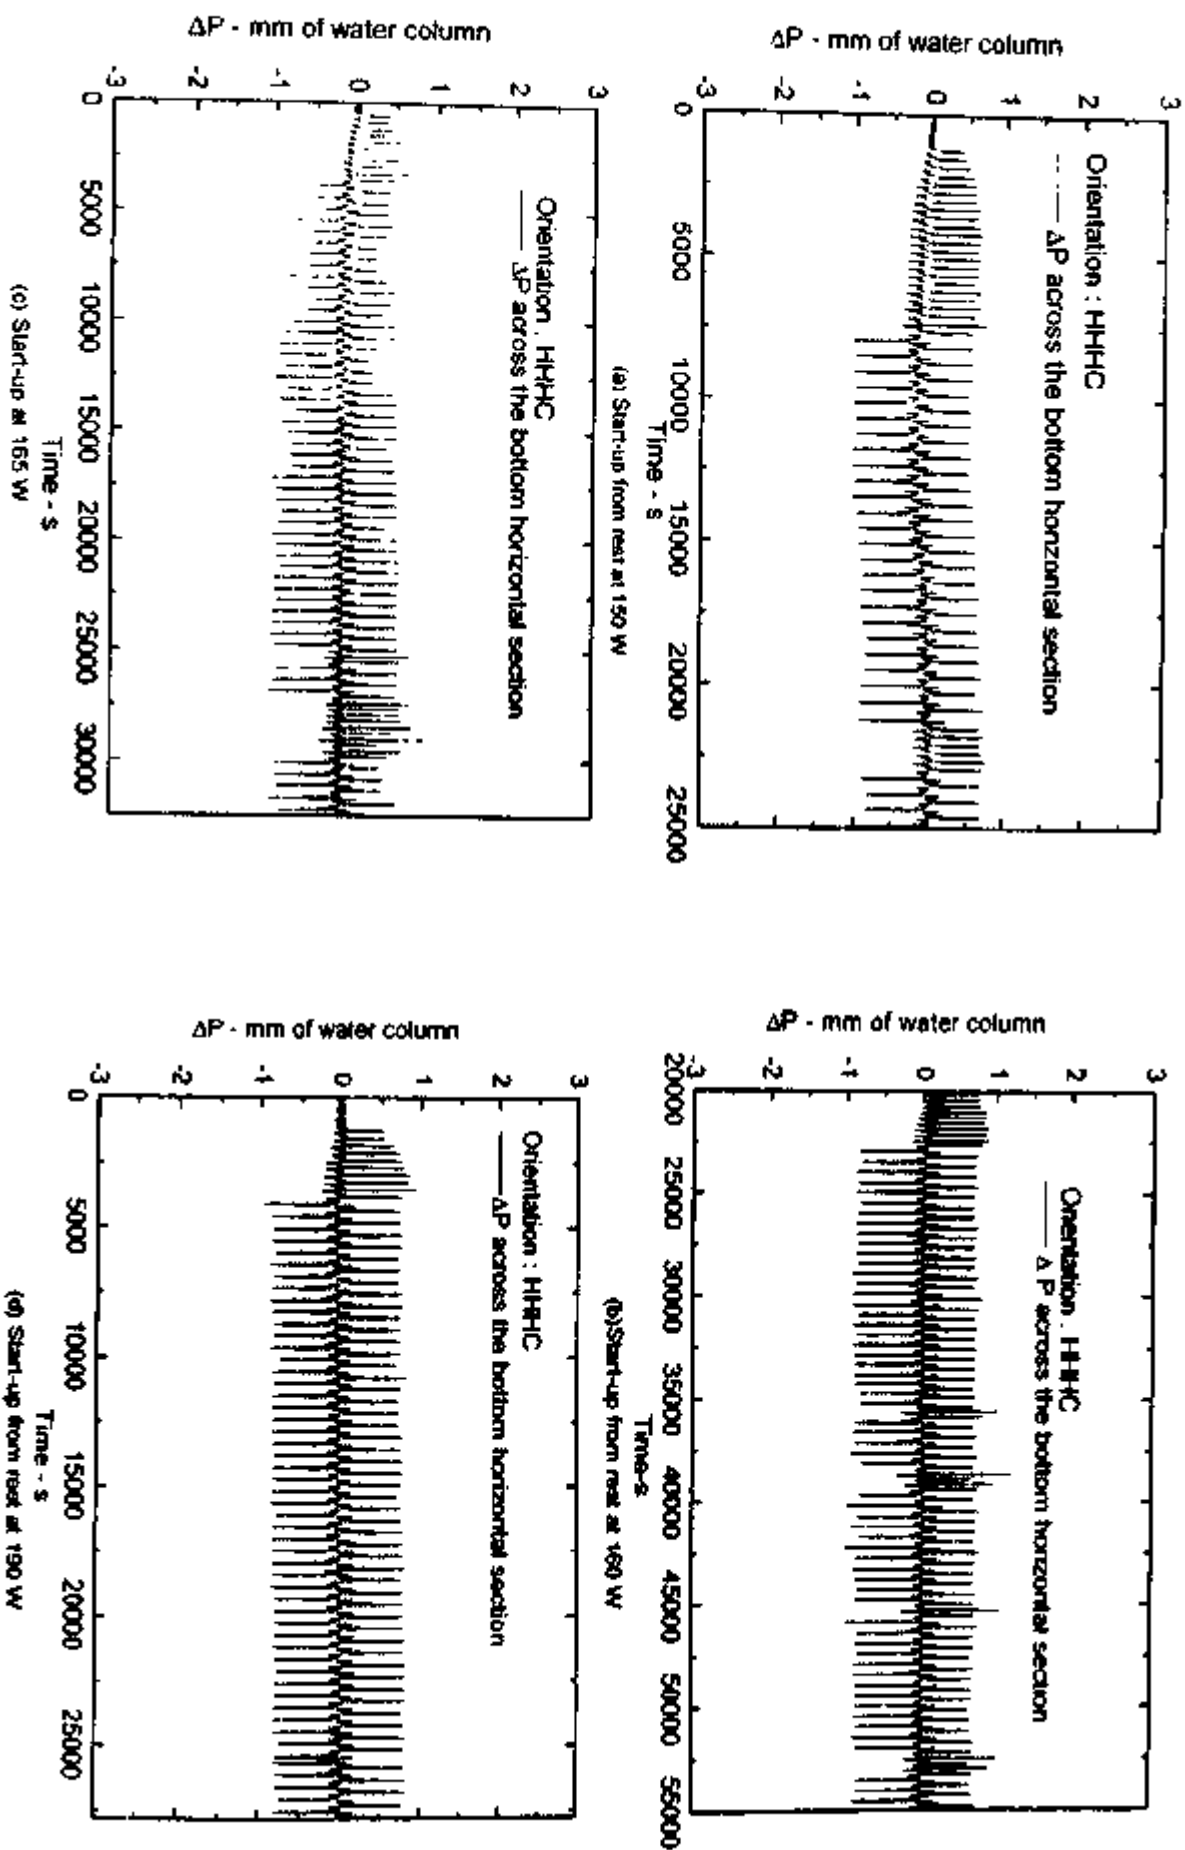 ΔP - mm of water column
3
2
1
0
-1
-2
-3
Orientation : HHHC
ΔP across the bottom horizontal section
0
5000
10000
15000
20000
25000
Time - s
(a) Start-up from rest at 150 W
ΔP - mm of water column
3
2
1
0
-1
-2
-3
Orientation . HHHC
Δ P across the bottom horizontal section
20000
25000
30000
35000
40000
45000
50000
55000
Time-s
(b)Start-up from rest at 160 W
ΔP - mm of water column
3
2
1
0
-1
-2
-3
Orientation . HHHC
ΔP across the bottom horizontal section
0
5000
10000
15000
20000
25000
30000
Time - s
(c) Start-up at 165 W
ΔP - mm of water column
3
2
1
0
-1
-2
-3
Orientation : HHHC
ΔP across the bottom horizontal section
0
5000
10000
15000
20000
25000
Time - s
(d) Start-up from rest at 190 W